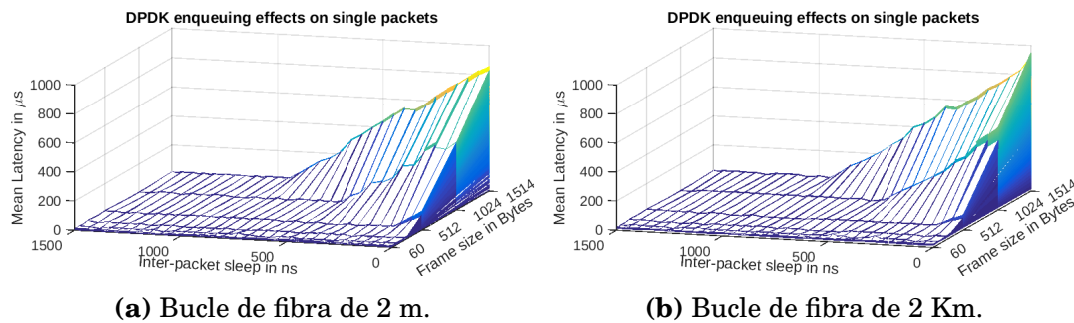 DPDK enqueuing effects on single packets
Mean Latency in μs
1000
800
600
400
200
0
1500
1000
500
0
Inter-packet sleep in ns
60
512
1024
1514
Frame size in Bytes
(a) Bucle de fibra de 2 m.
DPDK enqueuing effects on single packets
Mean Latency in μs
1000
800
600
400
200
0
1500
1000
500
0
Inter-packet sleep in ns
60
512
1024
1514
Frame size in Bytes
(b) Bucle de fibra de 2 Km.